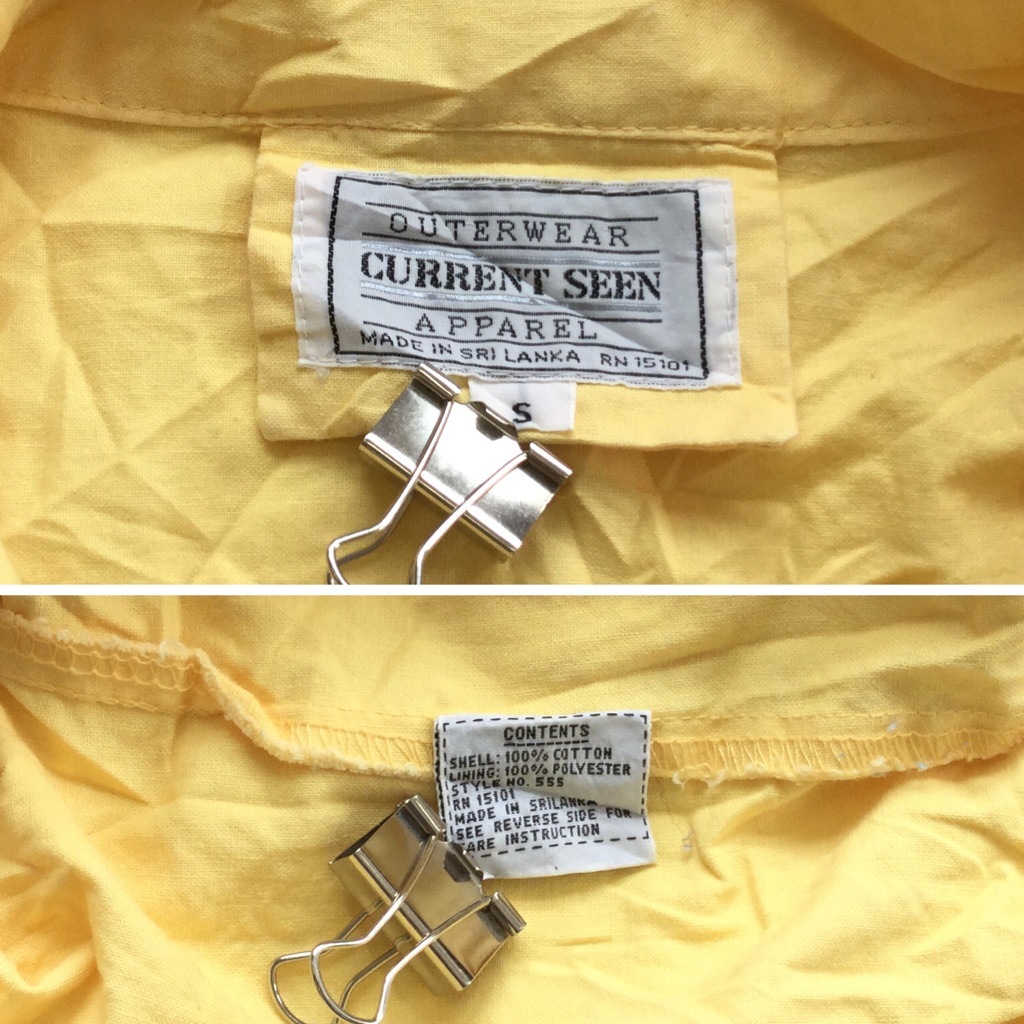 OUTERWEAR
CURRENT SEEN
APPAREL
MADE IN SRI LANKA RN 15101
S
CONTENTS
SHELL: 100% COTTON
LINING: 100% POLYESTER
STYLE NO. 555
RN 15101
MADE IN SRILANKA
SEE REVERSE SIDE FOR
CARE INSTRUCTION